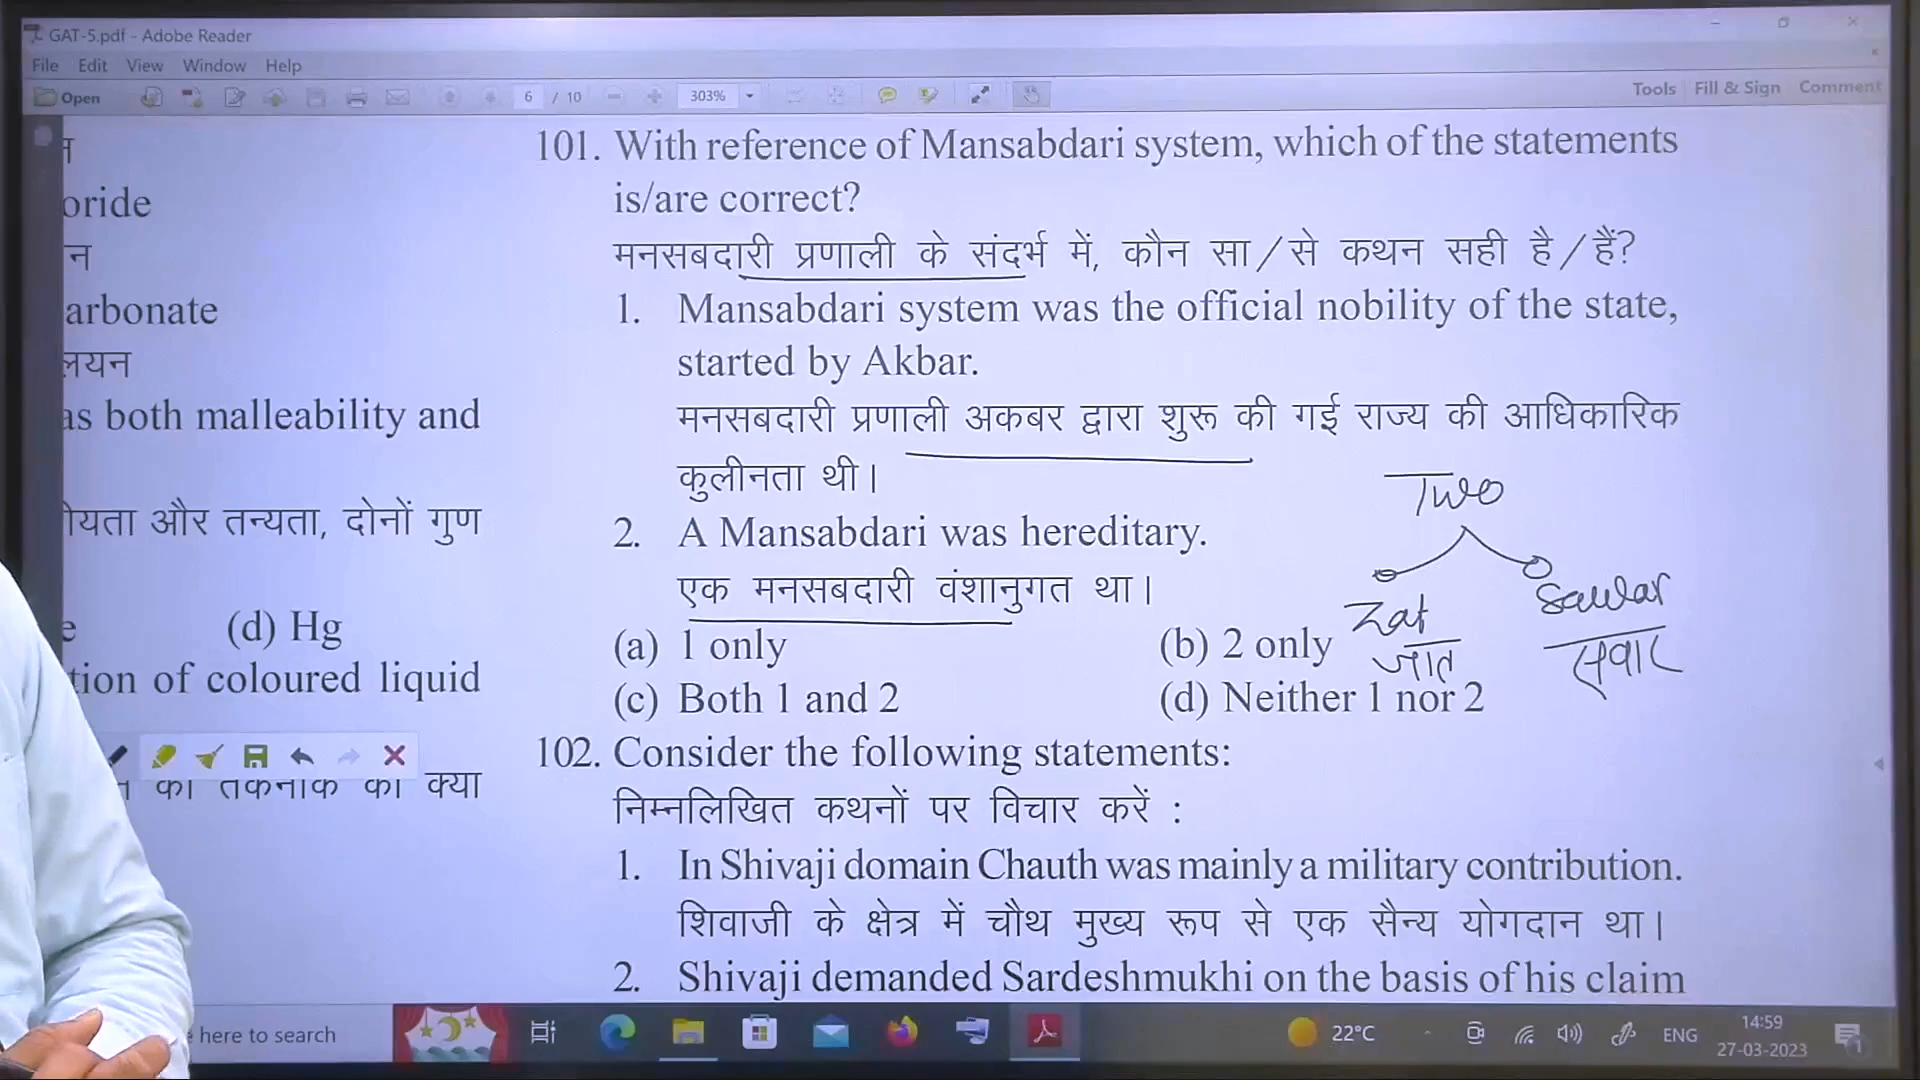 GAT-5.pdf - Adobe Reader
File Edit View Window Help
Open 6 / 10 303% Tools Fill & Sign Comment
oride
न
arbonate
लयन
as both malleability and
ीयता और तन्यता, दोनों गुण
e (d) Hg
tion of coloured liquid
का तकनीक का क्या
101. With reference of Mansabdari system, which of the statements
is/are correct?
मनसबदारी प्रणाली के संदर्भ में, कौन सा/से कथन सही है/हैं?
1. Mansabdari system was the official nobility of the state,
started by Akbar.
मनसबदारी प्रणाली अकबर द्वारा शुरू की गई राज्य की आधिकारिक
कुलीनता थी।
2. A Mansabdari was hereditary.
एक मनसबदारी वंशानुगत था।
(a) 1 only (b) 2 only
(c) Both 1 and 2 (d) Neither 1 nor 2
Two
Zat Sawar
जात सवार
102. Consider the following statements:
निम्नलिखित कथनों पर विचार करें :
1. In Shivaji domain Chauth was mainly a military contribution.
शिवाजी के क्षेत्र में चौथ मुख्य रूप से एक सैन्य योगदान था।
2. Shivaji demanded Sardeshmukhi on the basis of his claim
here to search 22°C ENG 14:59
27-03-2023